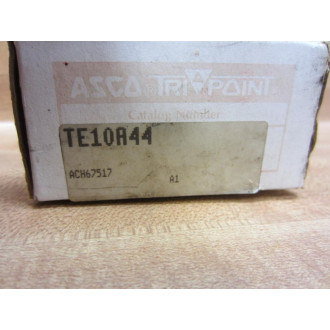 ASCO TRI POINT
Catalog Number
TE10A44
ACH67517 A1